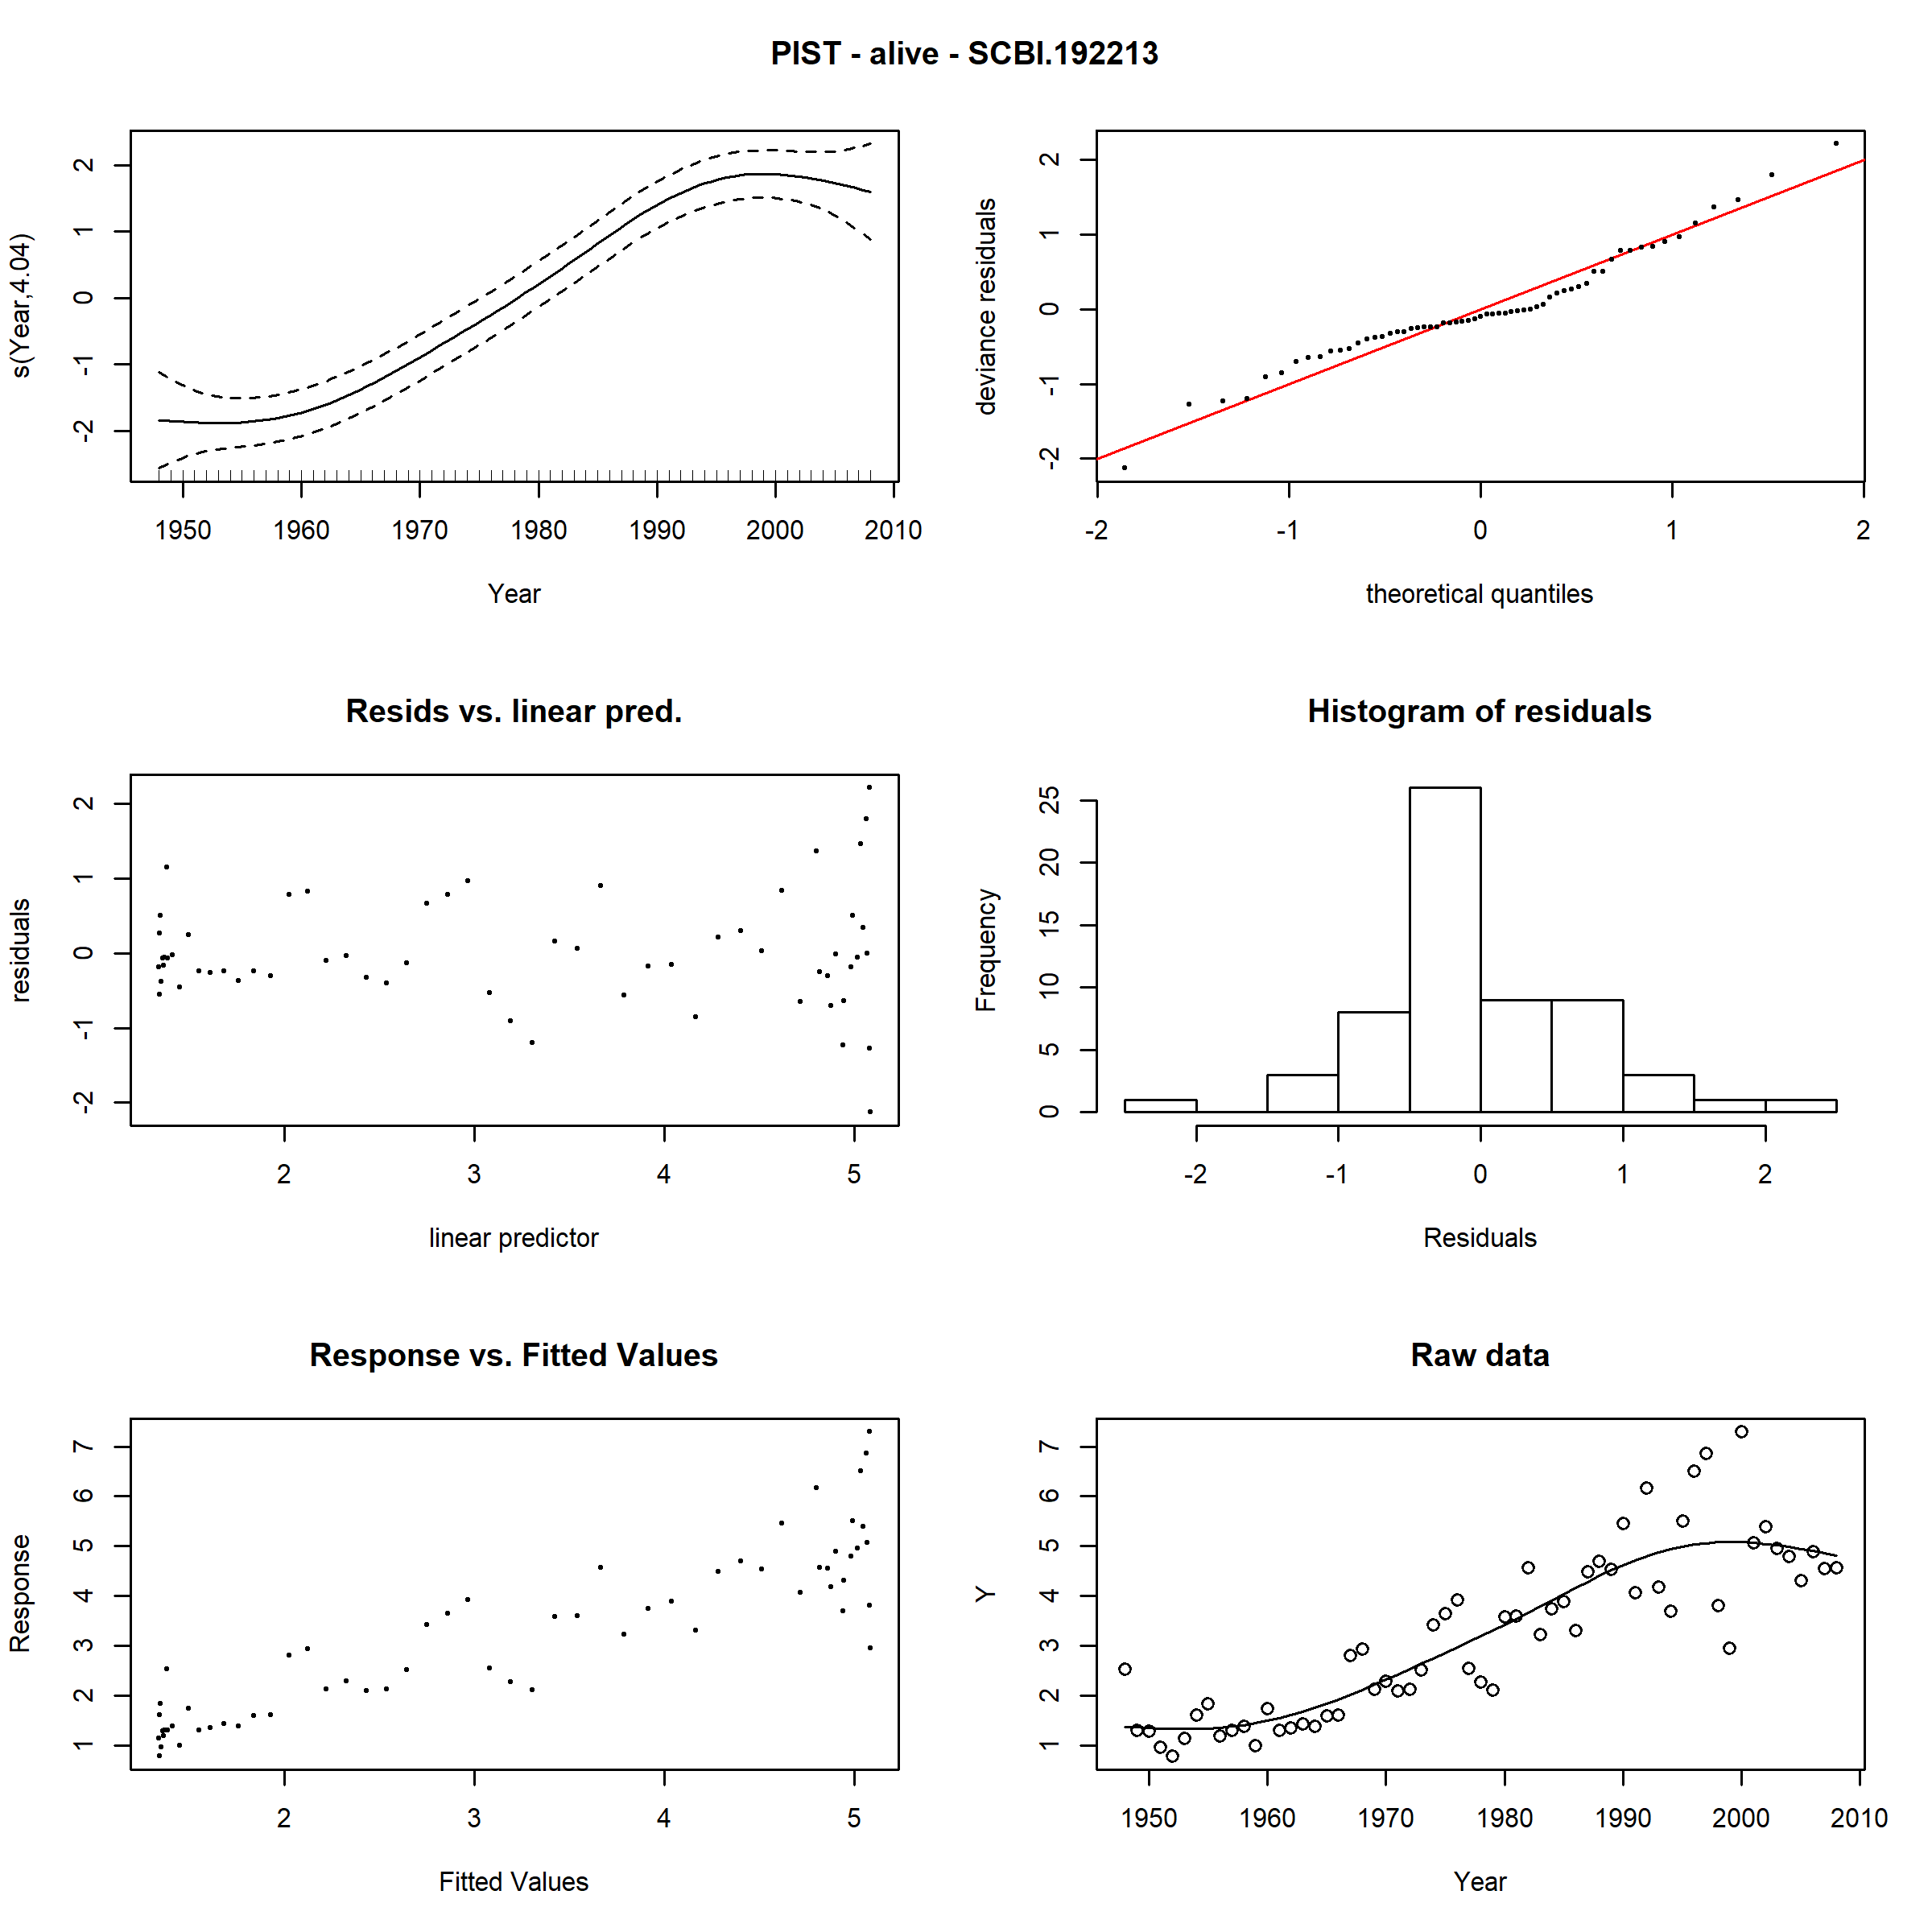 PIST - alive - SCBI.192213
s(Year,4.04)
2
1
0
-1
-2
1950 1960 1970 1980 1990 2000 2010
Year
deviance residuals
2
1
0
-1
-2
-2 -1 0 1 2
theoretical quantiles
Resids vs. linear pred.
residuals
2
1
0
-1
-2
2 3 4 5
linear predictor
Histogram of residuals
Frequency
25
20
15
10
5
0
-2 -1 0 1 2
Residuals
Response vs. Fitted Values
Response
7
6
5
4
3
2
1
2 3 4 5
Fitted Values
Raw data
Y
7
6
5
4
3
2
1
1950 1960 1970 1980 1990 2000 2010
Year